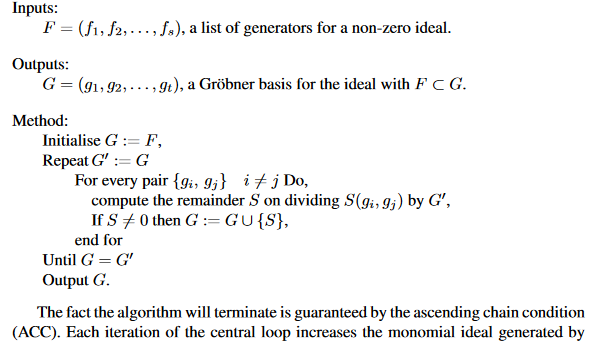 Inputs:
F = (f₁, f₂, . . . , fₛ), a list of generators for a non-zero ideal.
Outputs:
G = (g₁, g₂, . . . , gₜ), a Gröbner basis for the ideal with F ⊂ G.
Method:
Initialise G := F,
Repeat G′ := G
For every pair {gᵢ, gⱼ} i ≠ j Do,
compute the remainder S on dividing S(gᵢ, gⱼ) by G′,
If S ≠ 0 then G := G ∪ {S},
end for
Until G = G′
Output G.
The fact the algorithm will terminate is guaranteed by the ascending chain condition
(ACC). Each iteration of the central loop increases the monomial ideal generated by